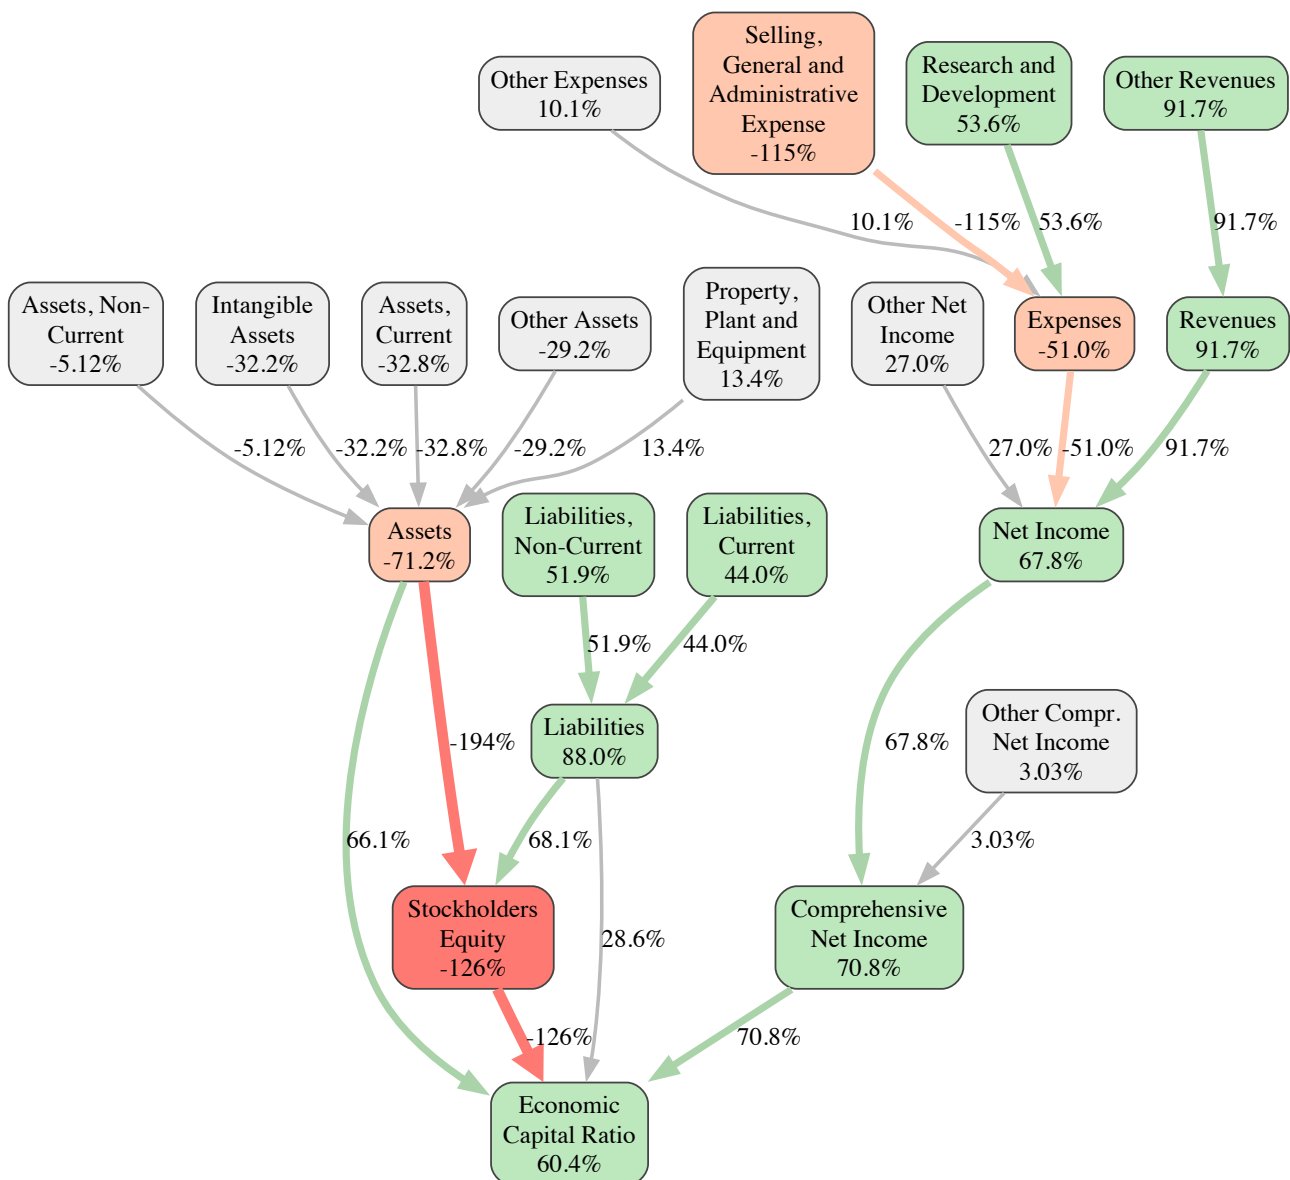 Selling,
General and
Administrative
Expense
-115%
Other Expenses
10.1%
Research and
Development
53.6%
Other Revenues
91.7%
10.1%
-115%
53.6%
91.7%
Assets, Non-
Current
-5.12%
Intangible
Assets
-32.2%
Assets,
Current
-32.8%
Other Assets
-29.2%
Property,
Plant and
Equipment
13.4%
Other Net
Income
27.0%
Expenses
-51.0%
Revenues
91.7%
-5.12%
-32.2%
-32.8%
-29.2%
13.4%
27.0%
-51.0%
91.7%
Assets
-71.2%
Liabilities,
Non-Current
51.9%
Liabilities,
Current
44.0%
Net Income
67.8%
51.9%
44.0%
Liabilities
88.0%
Other Compr.
Net Income
3.03%
-194%
67.8%
66.1%
68.1%
3.03%
Stockholders
Equity
-126%
28.6%
Comprehensive
Net Income
70.8%
-126%
70.8%
Economic
Capital Ratio
60.4%